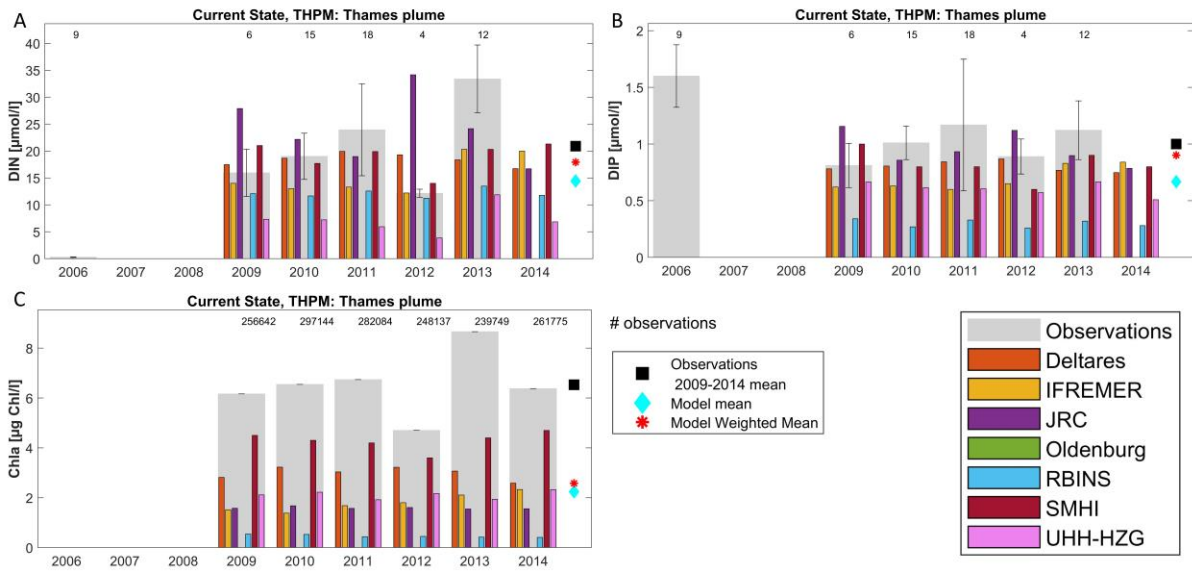 A
Current State, THPM: Thames plume
9 6 15 18 4 12
DIN [µmol/l]
40
35
30
25
20
15
10
5
0
2006 2007 2008 2009 2010 2011 2012 2013 2014
B
Current State, THPM: Thames plume
9 6 15 18 4 12
DIP [µmol/l]
2
1.5
1
0.5
0
2006 2007 2008 2009 2010 2011 2012 2013 2014
C
Current State, THPM: Thames plume
256642 297144 282084 248137 239749 261775
Chla [µg Chl/l]
8
6
4
2
0
2006 2007 2008 2009 2010 2011 2012 2013 2014
# observations
Observations
2009-2014 mean
Model mean
Model Weighted Mean
Observations
Deltares
IFREMER
JRC
Oldenburg
RBINS
SMHI
UHH-HZG